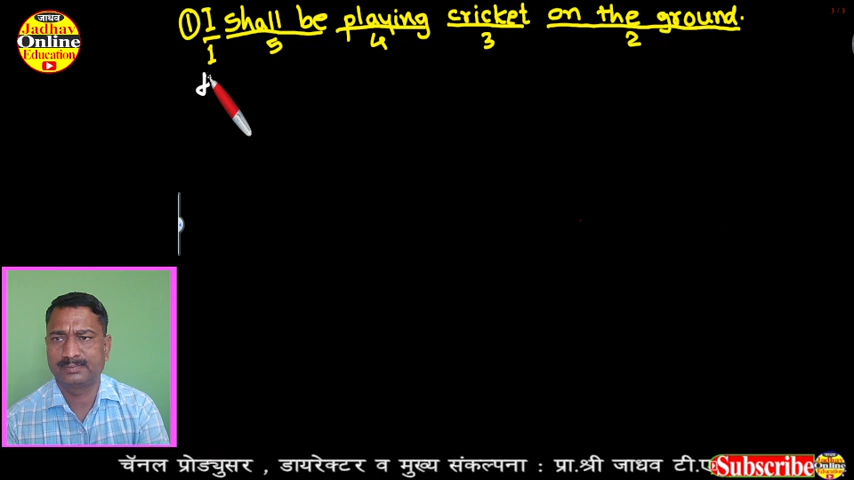 जाधव
Jadhav
Online
Education
① I shall be playing cricket on the ground.
1 5 4 3 2
चॅनल प्रोड्युसर , डायरेक्टर व मुख्य संकल्पना : प्रा.श्री जाधव टी.ए
Subscribe